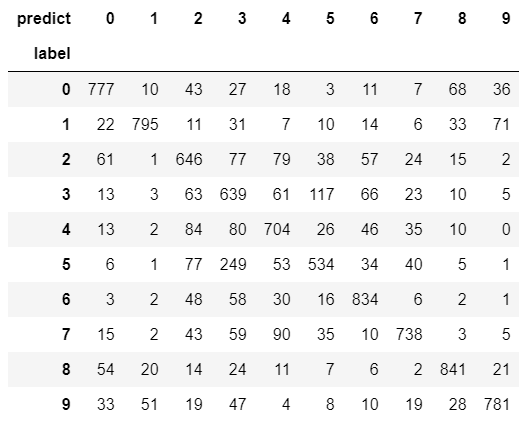 predict 0 1 2 3 4 5 6 7 8 9
label
0 777 10 43 27 18 3 11 7 68 36
1 22 795 11 31 7 10 14 6 33 71
2 61 1 646 77 79 38 57 24 15 2
3 13 3 63 639 61 117 66 23 10 5
4 13 2 84 80 704 26 46 35 10 0
5 6 1 77 249 53 534 34 40 5 1
6 3 2 48 58 30 16 834 6 2 1
7 15 2 43 59 90 35 10 738 3 5
8 54 20 14 24 11 7 6 2 841 21
9 33 51 19 47 4 8 10 19 28 781